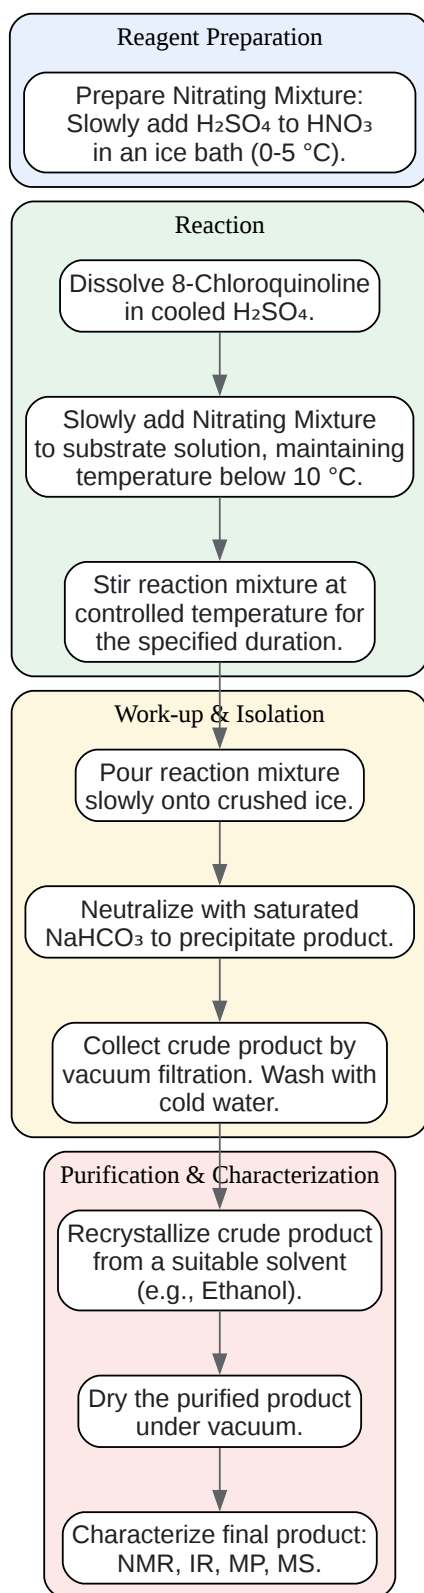 Reagent Preparation
Prepare Nitrating Mixture:
Slowly add H₂SO₄ to HNO₃
in an ice bath (0-5 °C).
Reaction
Dissolve 8-Chloroquinoline
in cooled H₂SO₄.
Slowly add Nitrating Mixture
to substrate solution, maintaining
temperature below 10 °C.
Stir reaction mixture at
controlled temperature for
the specified duration.
Work-up & Isolation
Pour reaction mixture
slowly onto crushed ice.
Neutralize with saturated
NaHCO₃ to precipitate product.
Collect crude product by
vacuum filtration. Wash with
cold water.
Purification & Characterization
Recrystallize crude product
from a suitable solvent
(e.g., Ethanol).
Dry the purified product
under vacuum.
Characterize final product:
NMR, IR, MP, MS.